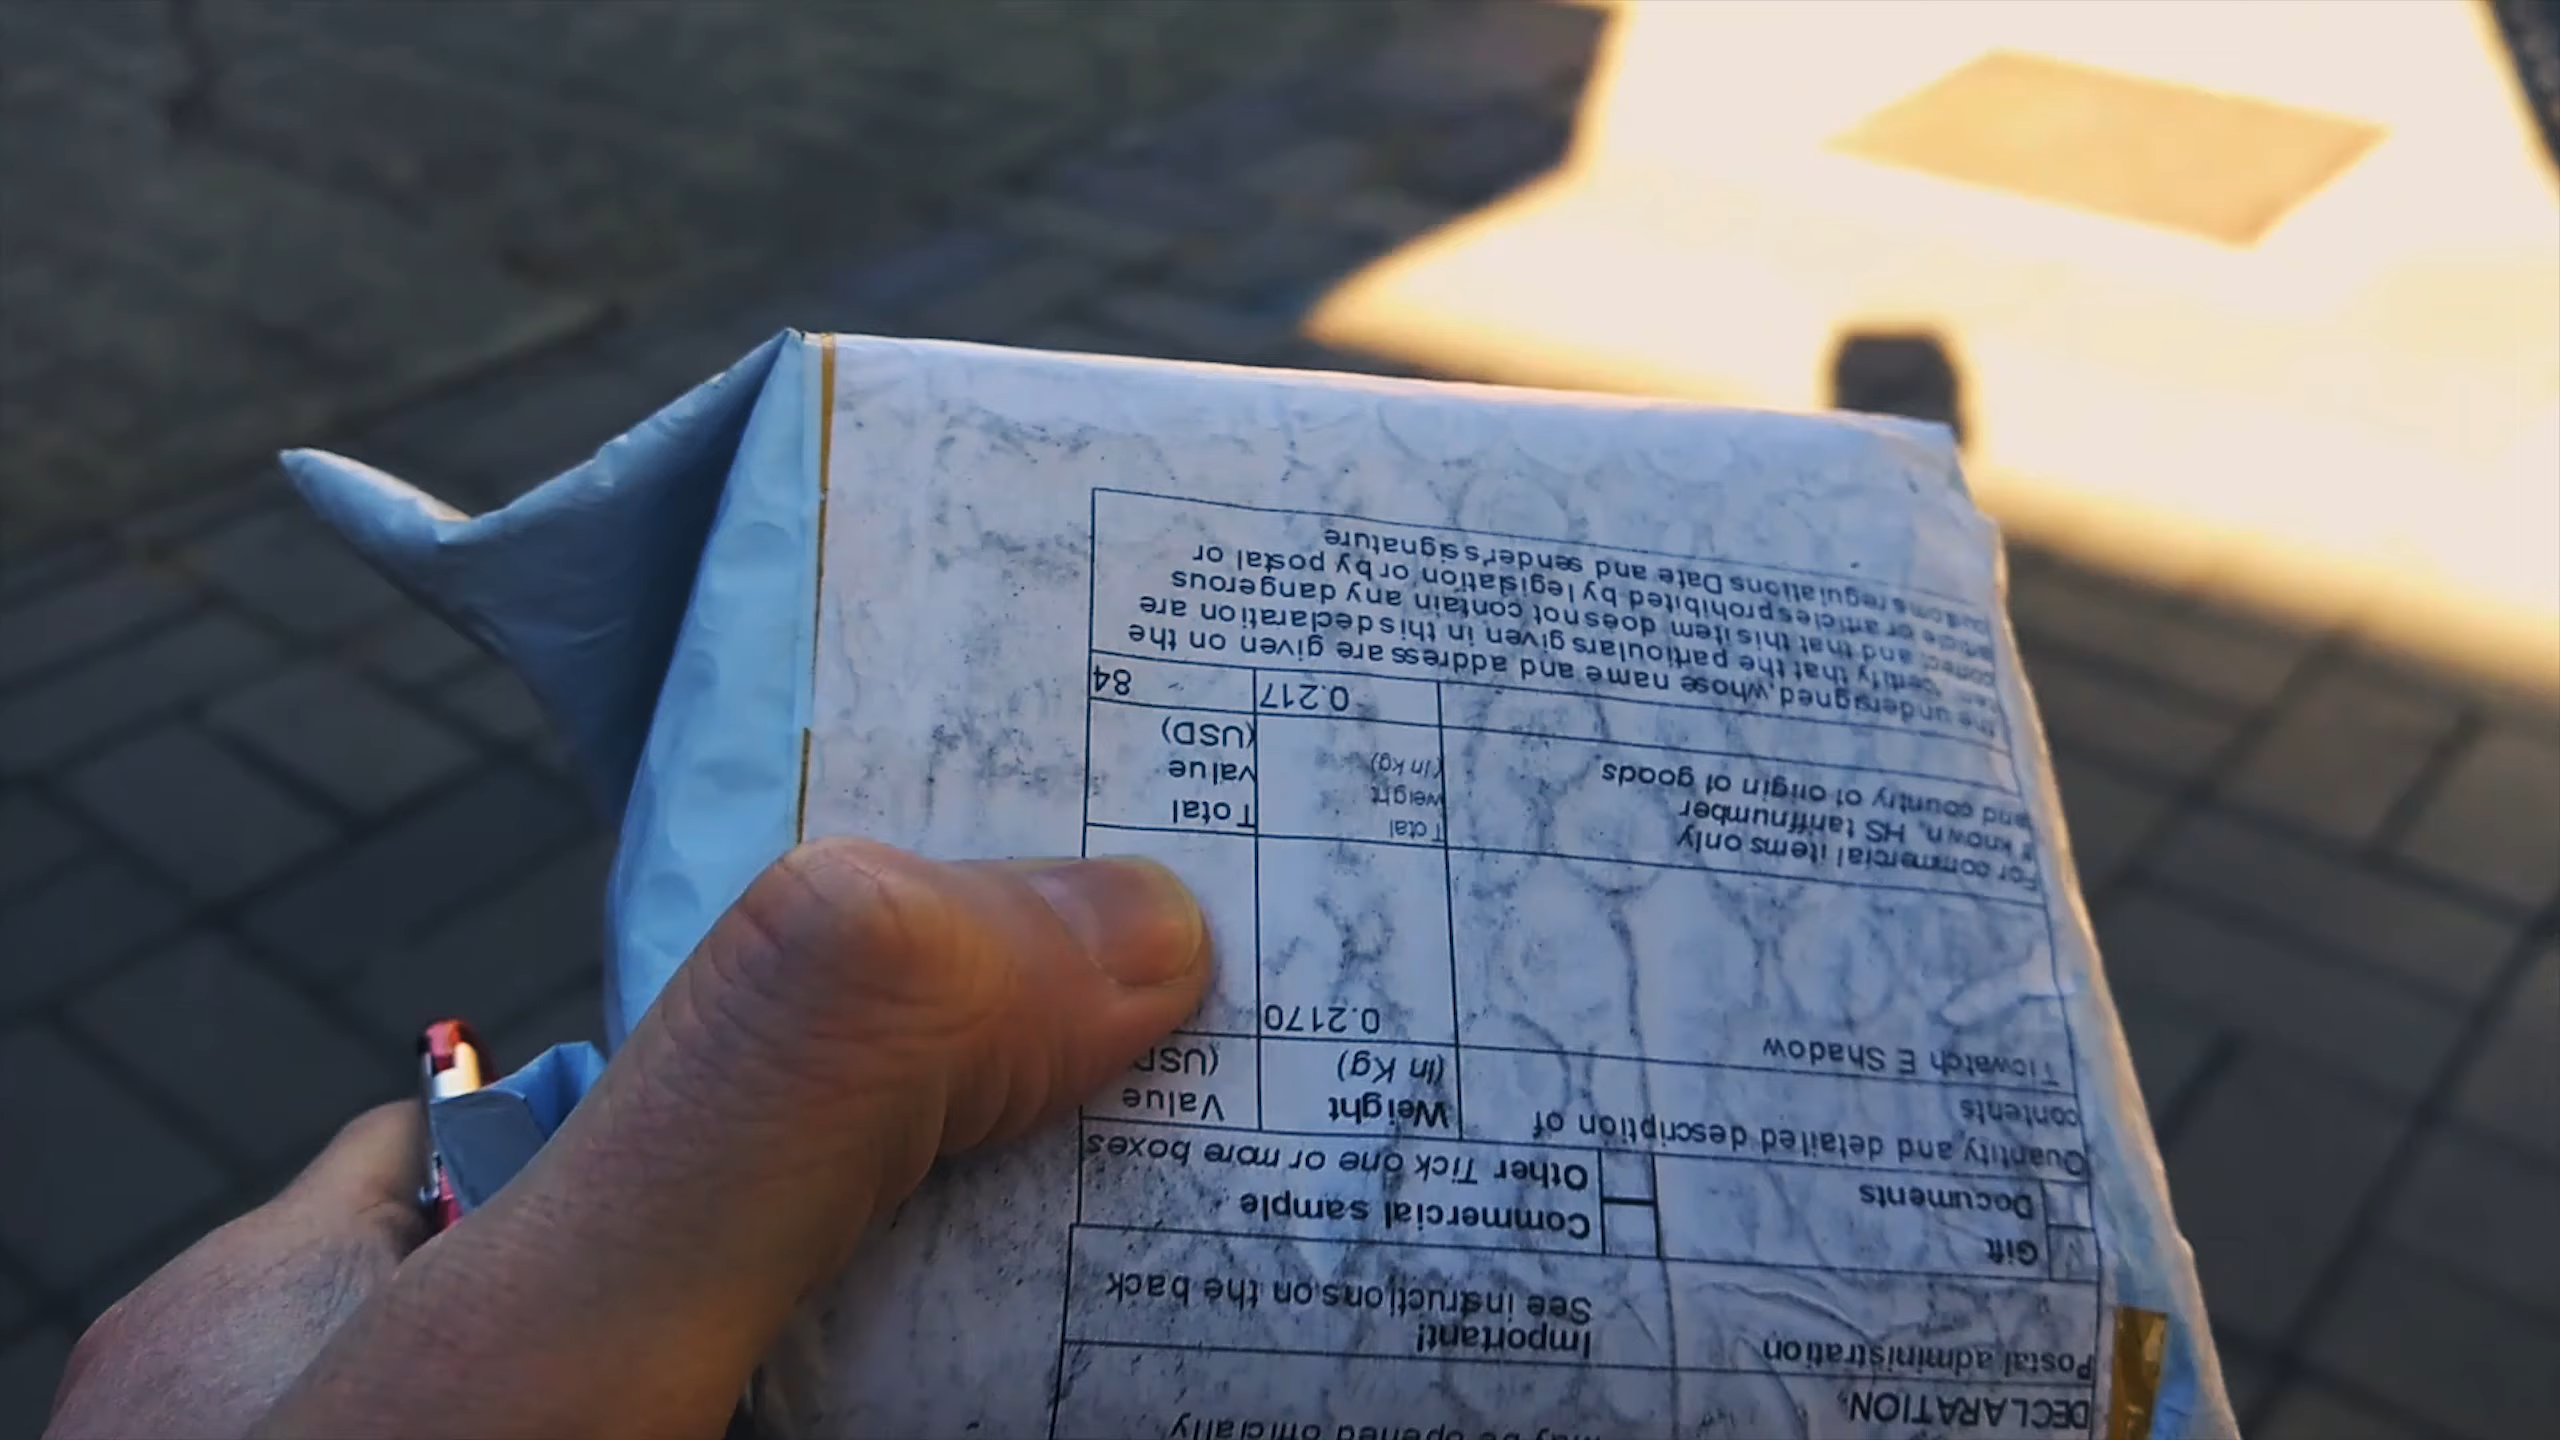 may be opened officially
DECLARATION
Postal administration
Important!
See instructions on the back
Gift
Commercial sample
Documents
Other Tick one or more boxes
Quantity and detailed description of
contents
Weight
(in Kg)
Value
(USD
Ticwatch E Shadow
0.2170
For commercial items only
known, HS tariffnumber
and country of origin of goods
Total
weight
(in kg)
Total
value
(USD)
0.217
84
the undersigned, whose name and address are given on the
certify that the particulars given in this declaration are
correct and that this item does not contain any dangerous
article or articles prohibited by legislation or by postal or
customs regulations Date and sender's signature